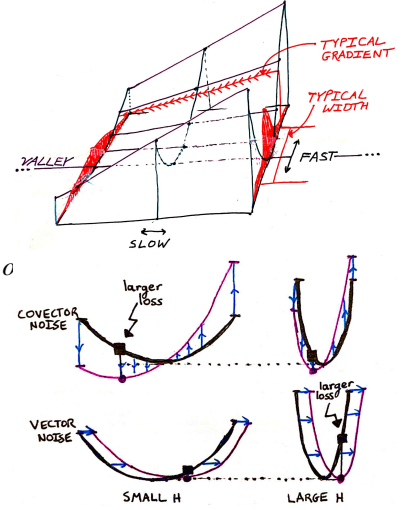 TYPICAL
GRADIENT
TYPICAL
WIDTH
VALLEY
FAST
SLOW
O
larger
loss
COVECTOR
NOISE
larger
loss
VECTOR
NOISE
SMALL H
LARGE H